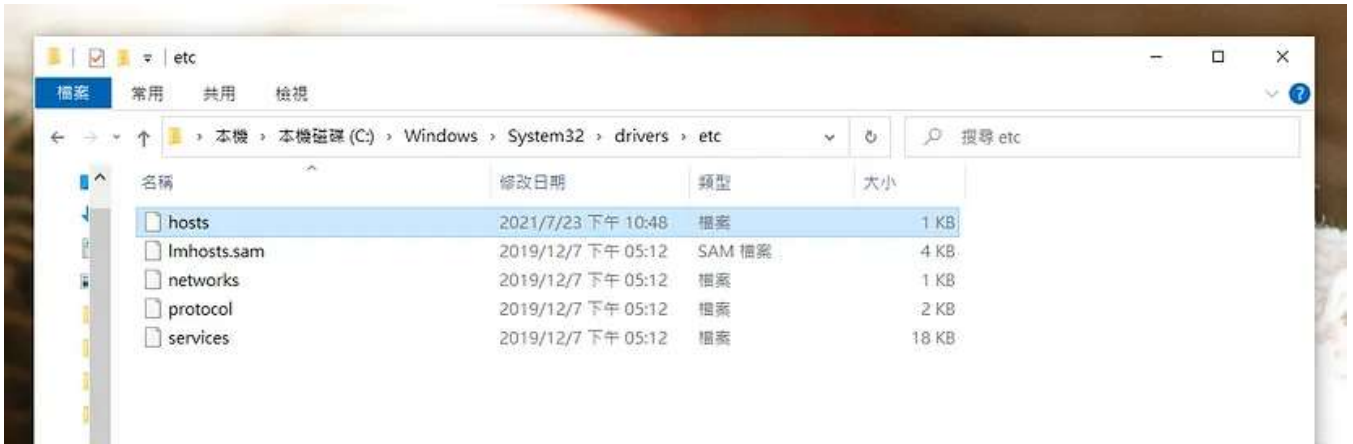 etc
檔案 常用 共用 檢視
本機 › 本機磁碟 (C:) › Windows › System32 › drivers › etc 搜尋 etc
名稱 修改日期 類型 大小
hosts 2021/7/23 下午 10:48 檔案 1 KB
lmhosts.sam 2019/12/7 下午 05:12 SAM 檔案 4 KB
networks 2019/12/7 下午 05:12 檔案 1 KB
protocol 2019/12/7 下午 05:12 檔案 2 KB
services 2019/12/7 下午 05:12 檔案 18 KB